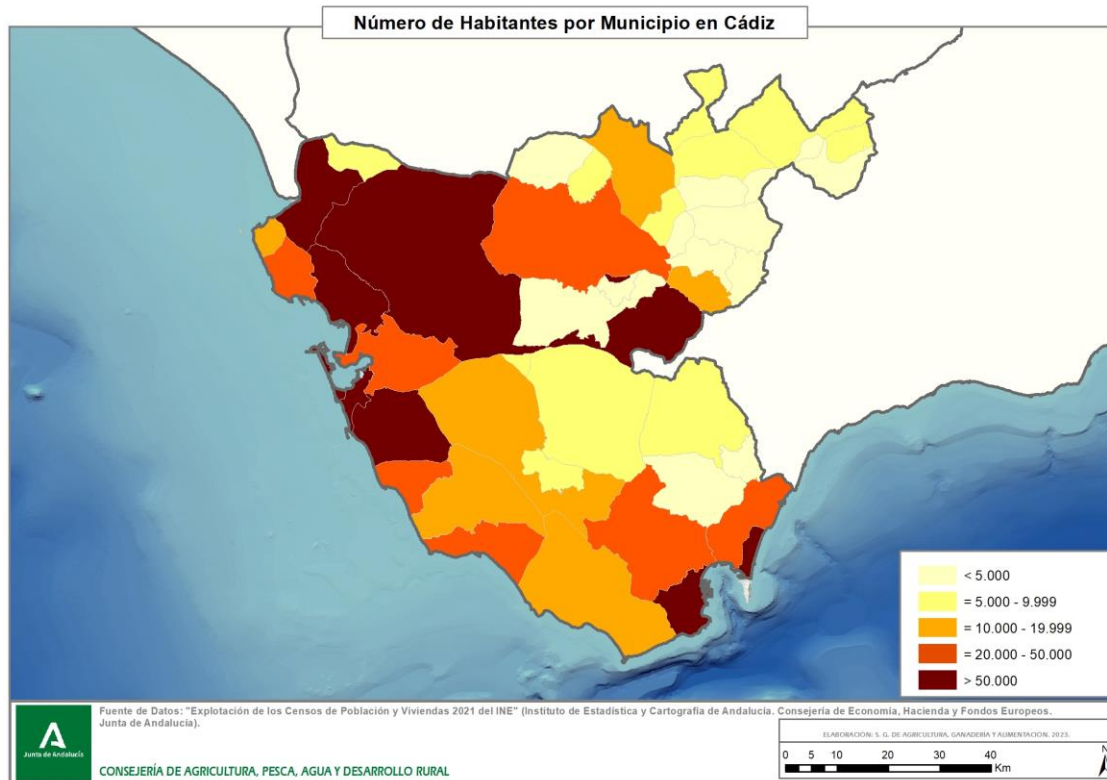 Número de Habitantes por Municipio en Cádiz
< 5.000
= 5.000 - 9.999
= 10.000 - 19.999
= 20.000 - 50.000
> 50.000
Fuente de Datos: "Explotación de los Censos de Población y Viviendas 2021 del INE" (Instituto de Estadística y Cartografía de Andalucía. Consejería de Economía, Hacienda y Fondos Europeos.
Junta de Andalucía).
A
Junta de Andalucía
CONSEJERÍA DE AGRICULTURA, PESCA, AGUA Y DESARROLLO RURAL
ELABORACIÓN: S. G. DE AGRICULTURA, GANADERÍA Y ALIMENTACIÓN. 2023.
0 5 10 20 30 40
Km
N